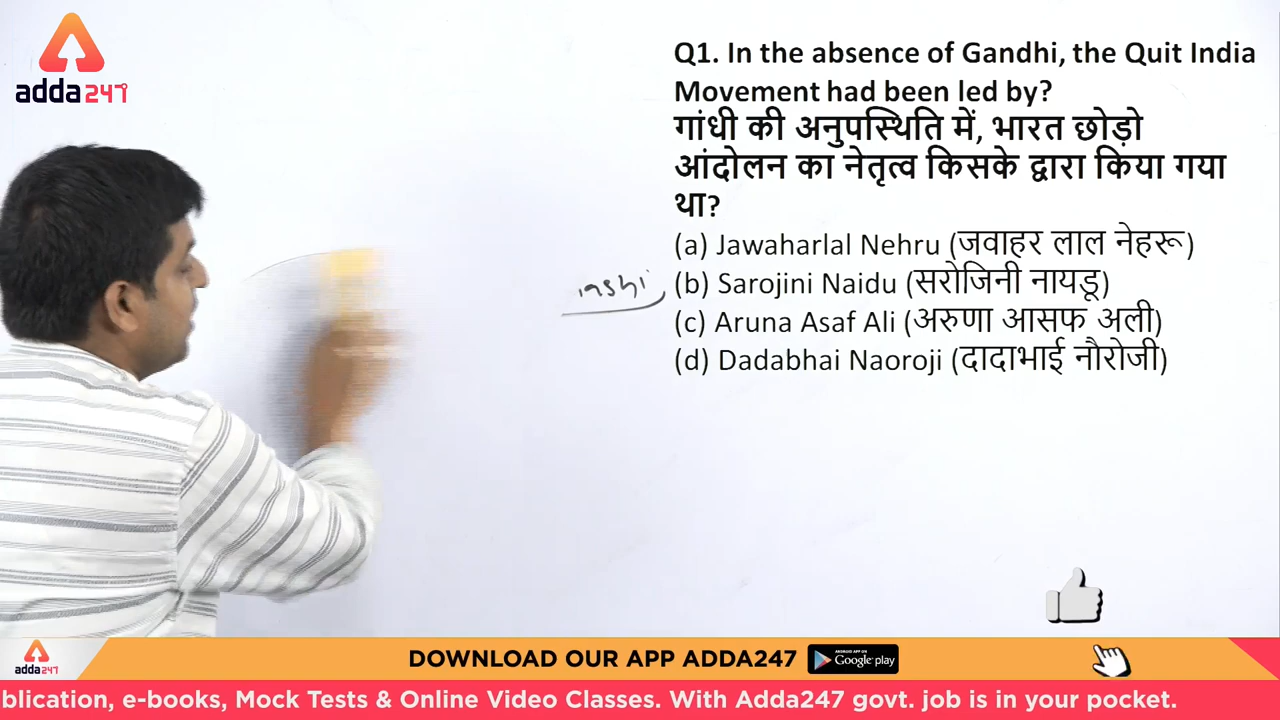 adda247
Q1. In the absence of Gandhi, the Quit India
Movement had been led by?
गांधी की अनुपस्थिति में, भारत छोड़ो
आंदोलन का नेतृत्व किसके द्वारा किया गया
था?
(a) Jawaharlal Nehru (जवाहर लाल नेहरू)
(b) Sarojini Naidu (सरोजिनी नायडू)
(c) Aruna Asaf Ali (अरुणा आसफ अली)
(d) Dadabhai Naoroji (दादाभाई नौरोजी)
adda247
DOWNLOAD OUR APP ADDA247
ANDROID APP ON
Google play
blication, e-books, Mock Tests & Online Video Classes. With Adda247 govt. job is in your pocket.